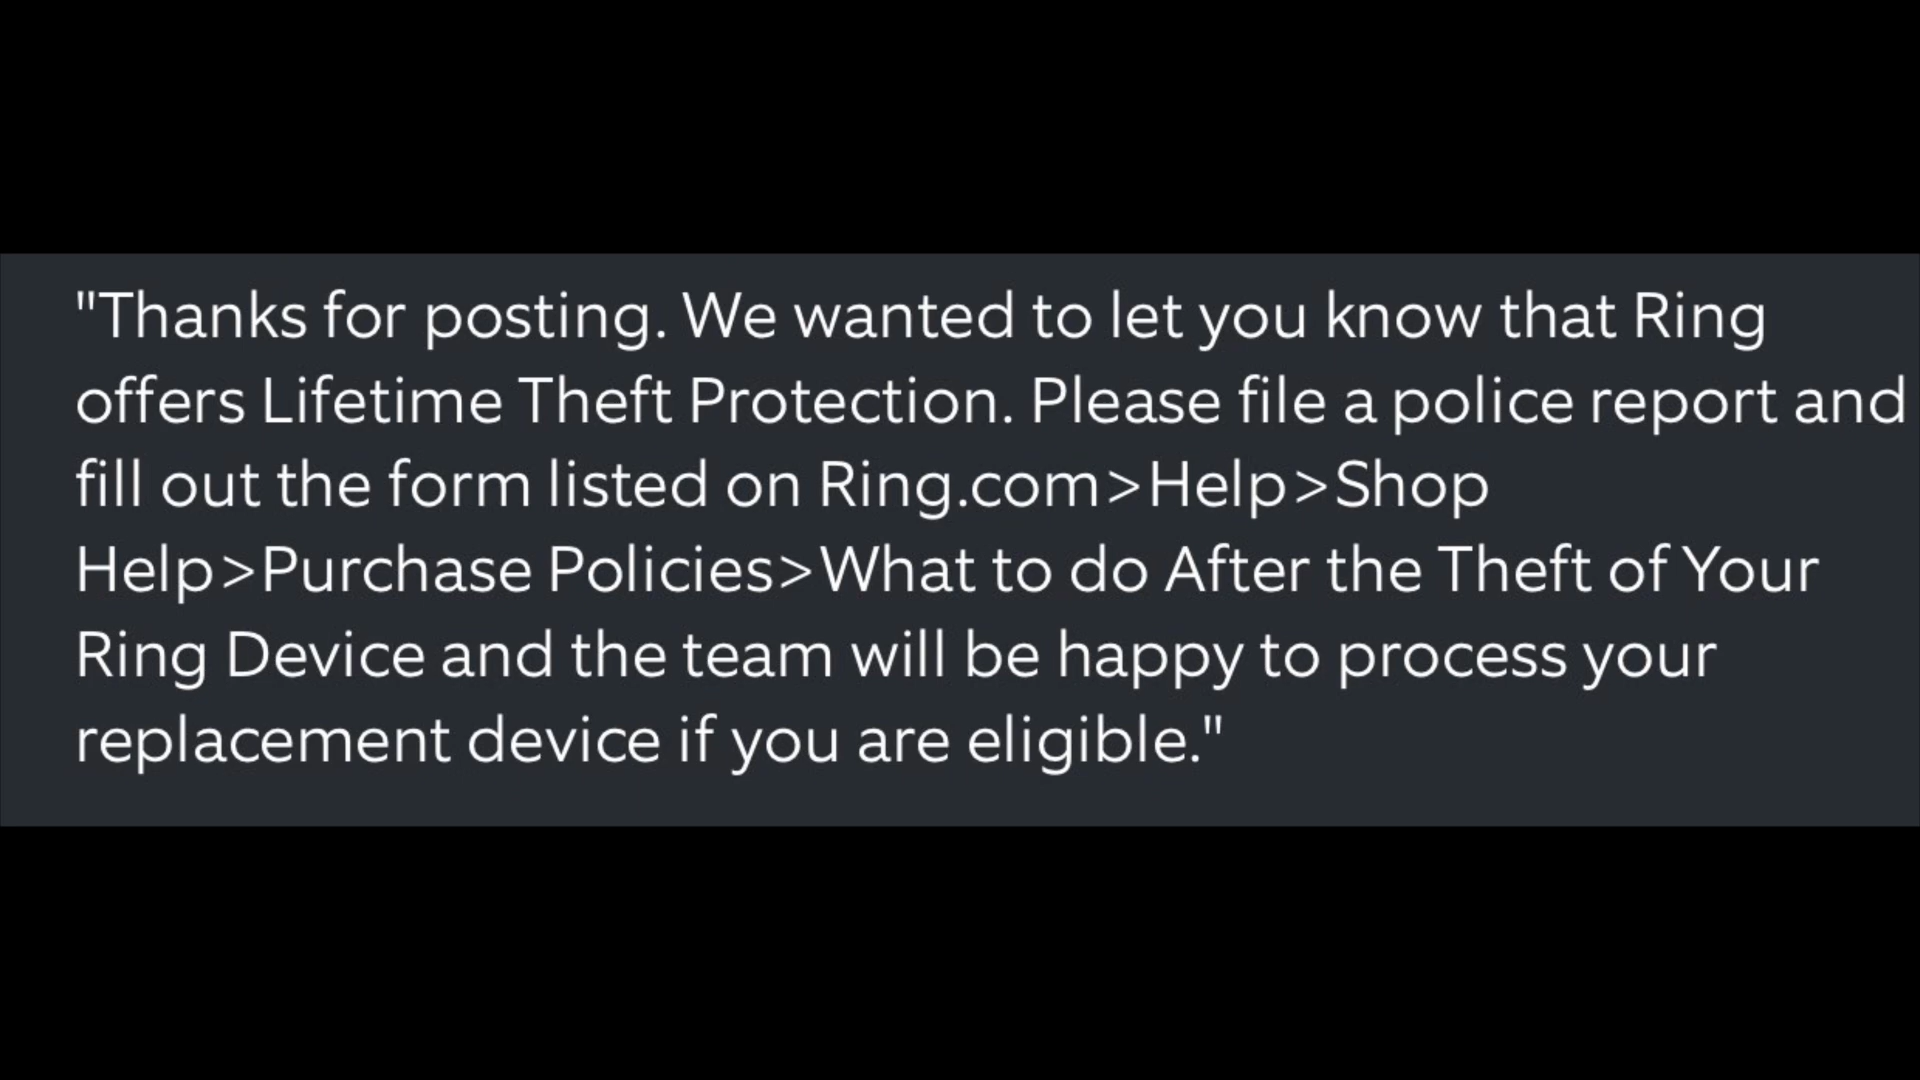 "Thanks for posting. We wanted to let you know that Ring
offers Lifetime Theft Protection. Please file a police report and
fill out the form listed on Ring.com>Help>Shop
Help>Purchase Policies>What to do After the Theft of Your
Ring Device and the team will be happy to process your
replacement device if you are eligible."